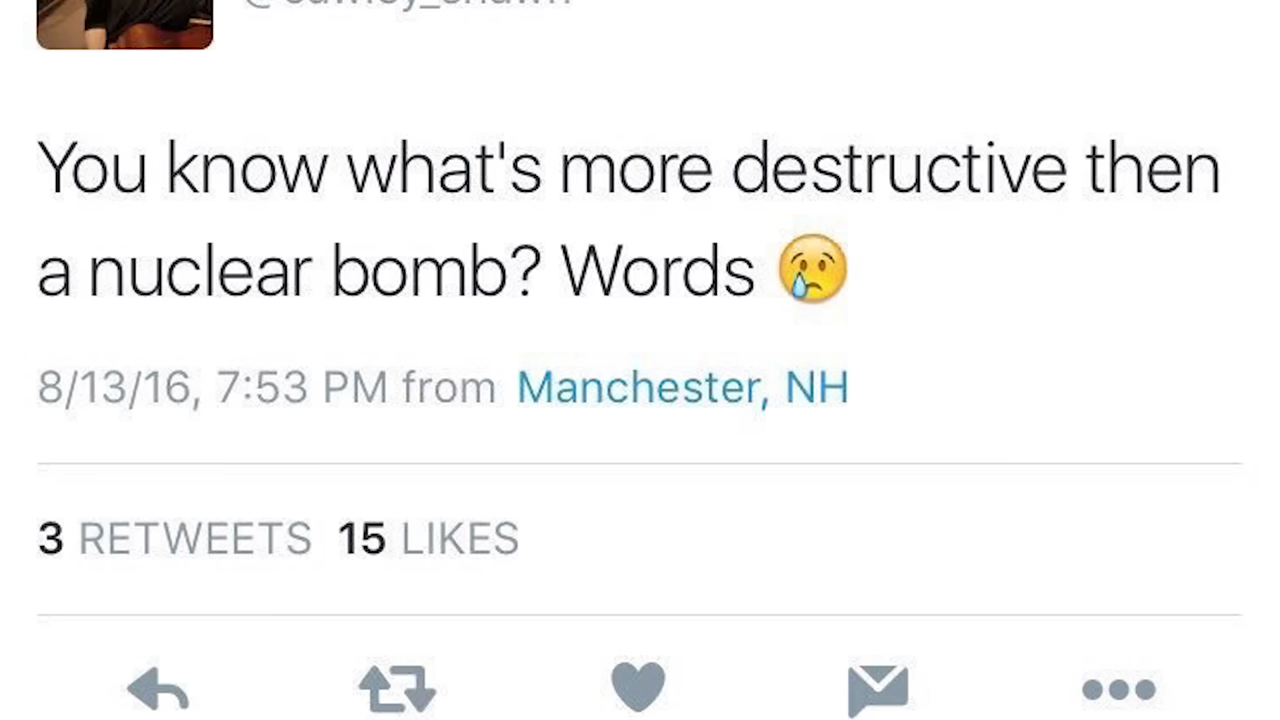 You know what's more destructive then
a nuclear bomb? Words 😢
8/13/16, 7:53 PM from Manchester, NH
3 RETWEETS 15 LIKES